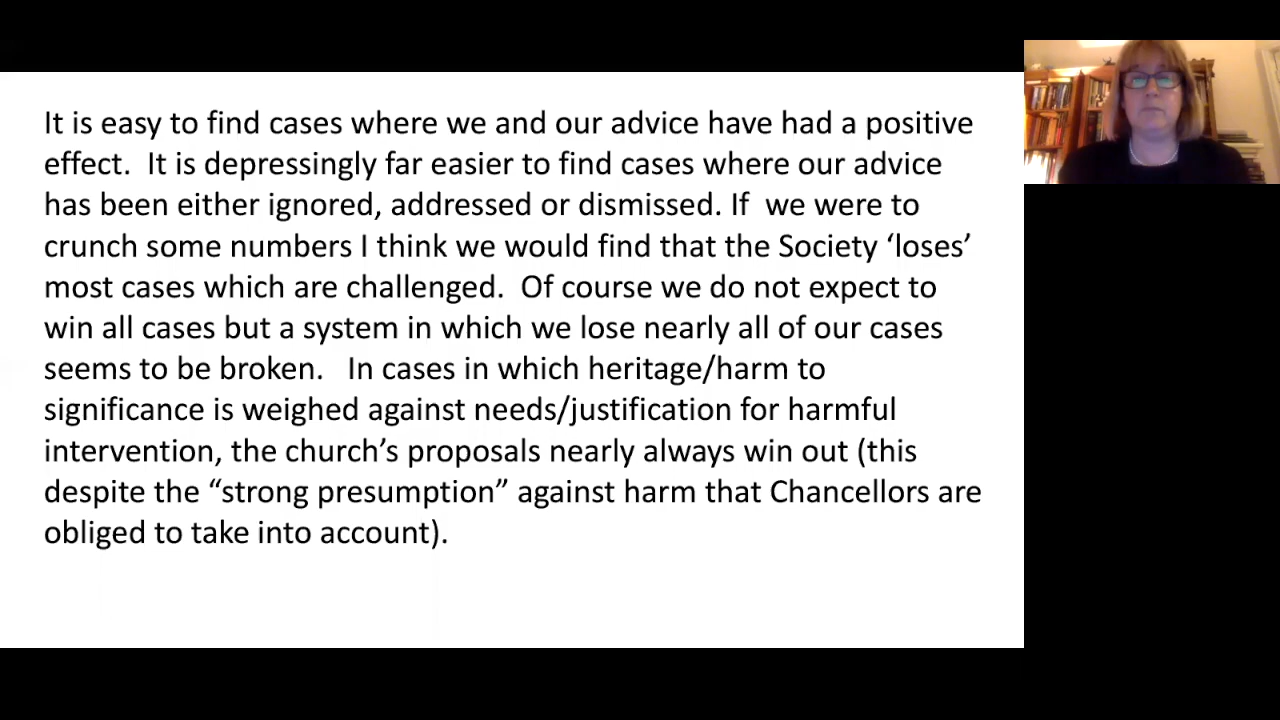 It is easy to find cases where we and our advice have had a positive
effect.  It is depressingly far easier to find cases where our advice
has been either ignored, addressed or dismissed. If  we were to
crunch some numbers I think we would find that the Society ‘loses’
most cases which are challenged.  Of course we do not expect to
win all cases but a system in which we lose nearly all of our cases
seems to be broken.   In cases in which heritage/harm to
significance is weighed against needs/justification for harmful
intervention, the church’s proposals nearly always win out (this
despite the “strong presumption” against harm that Chancellors are
obliged to take into account).